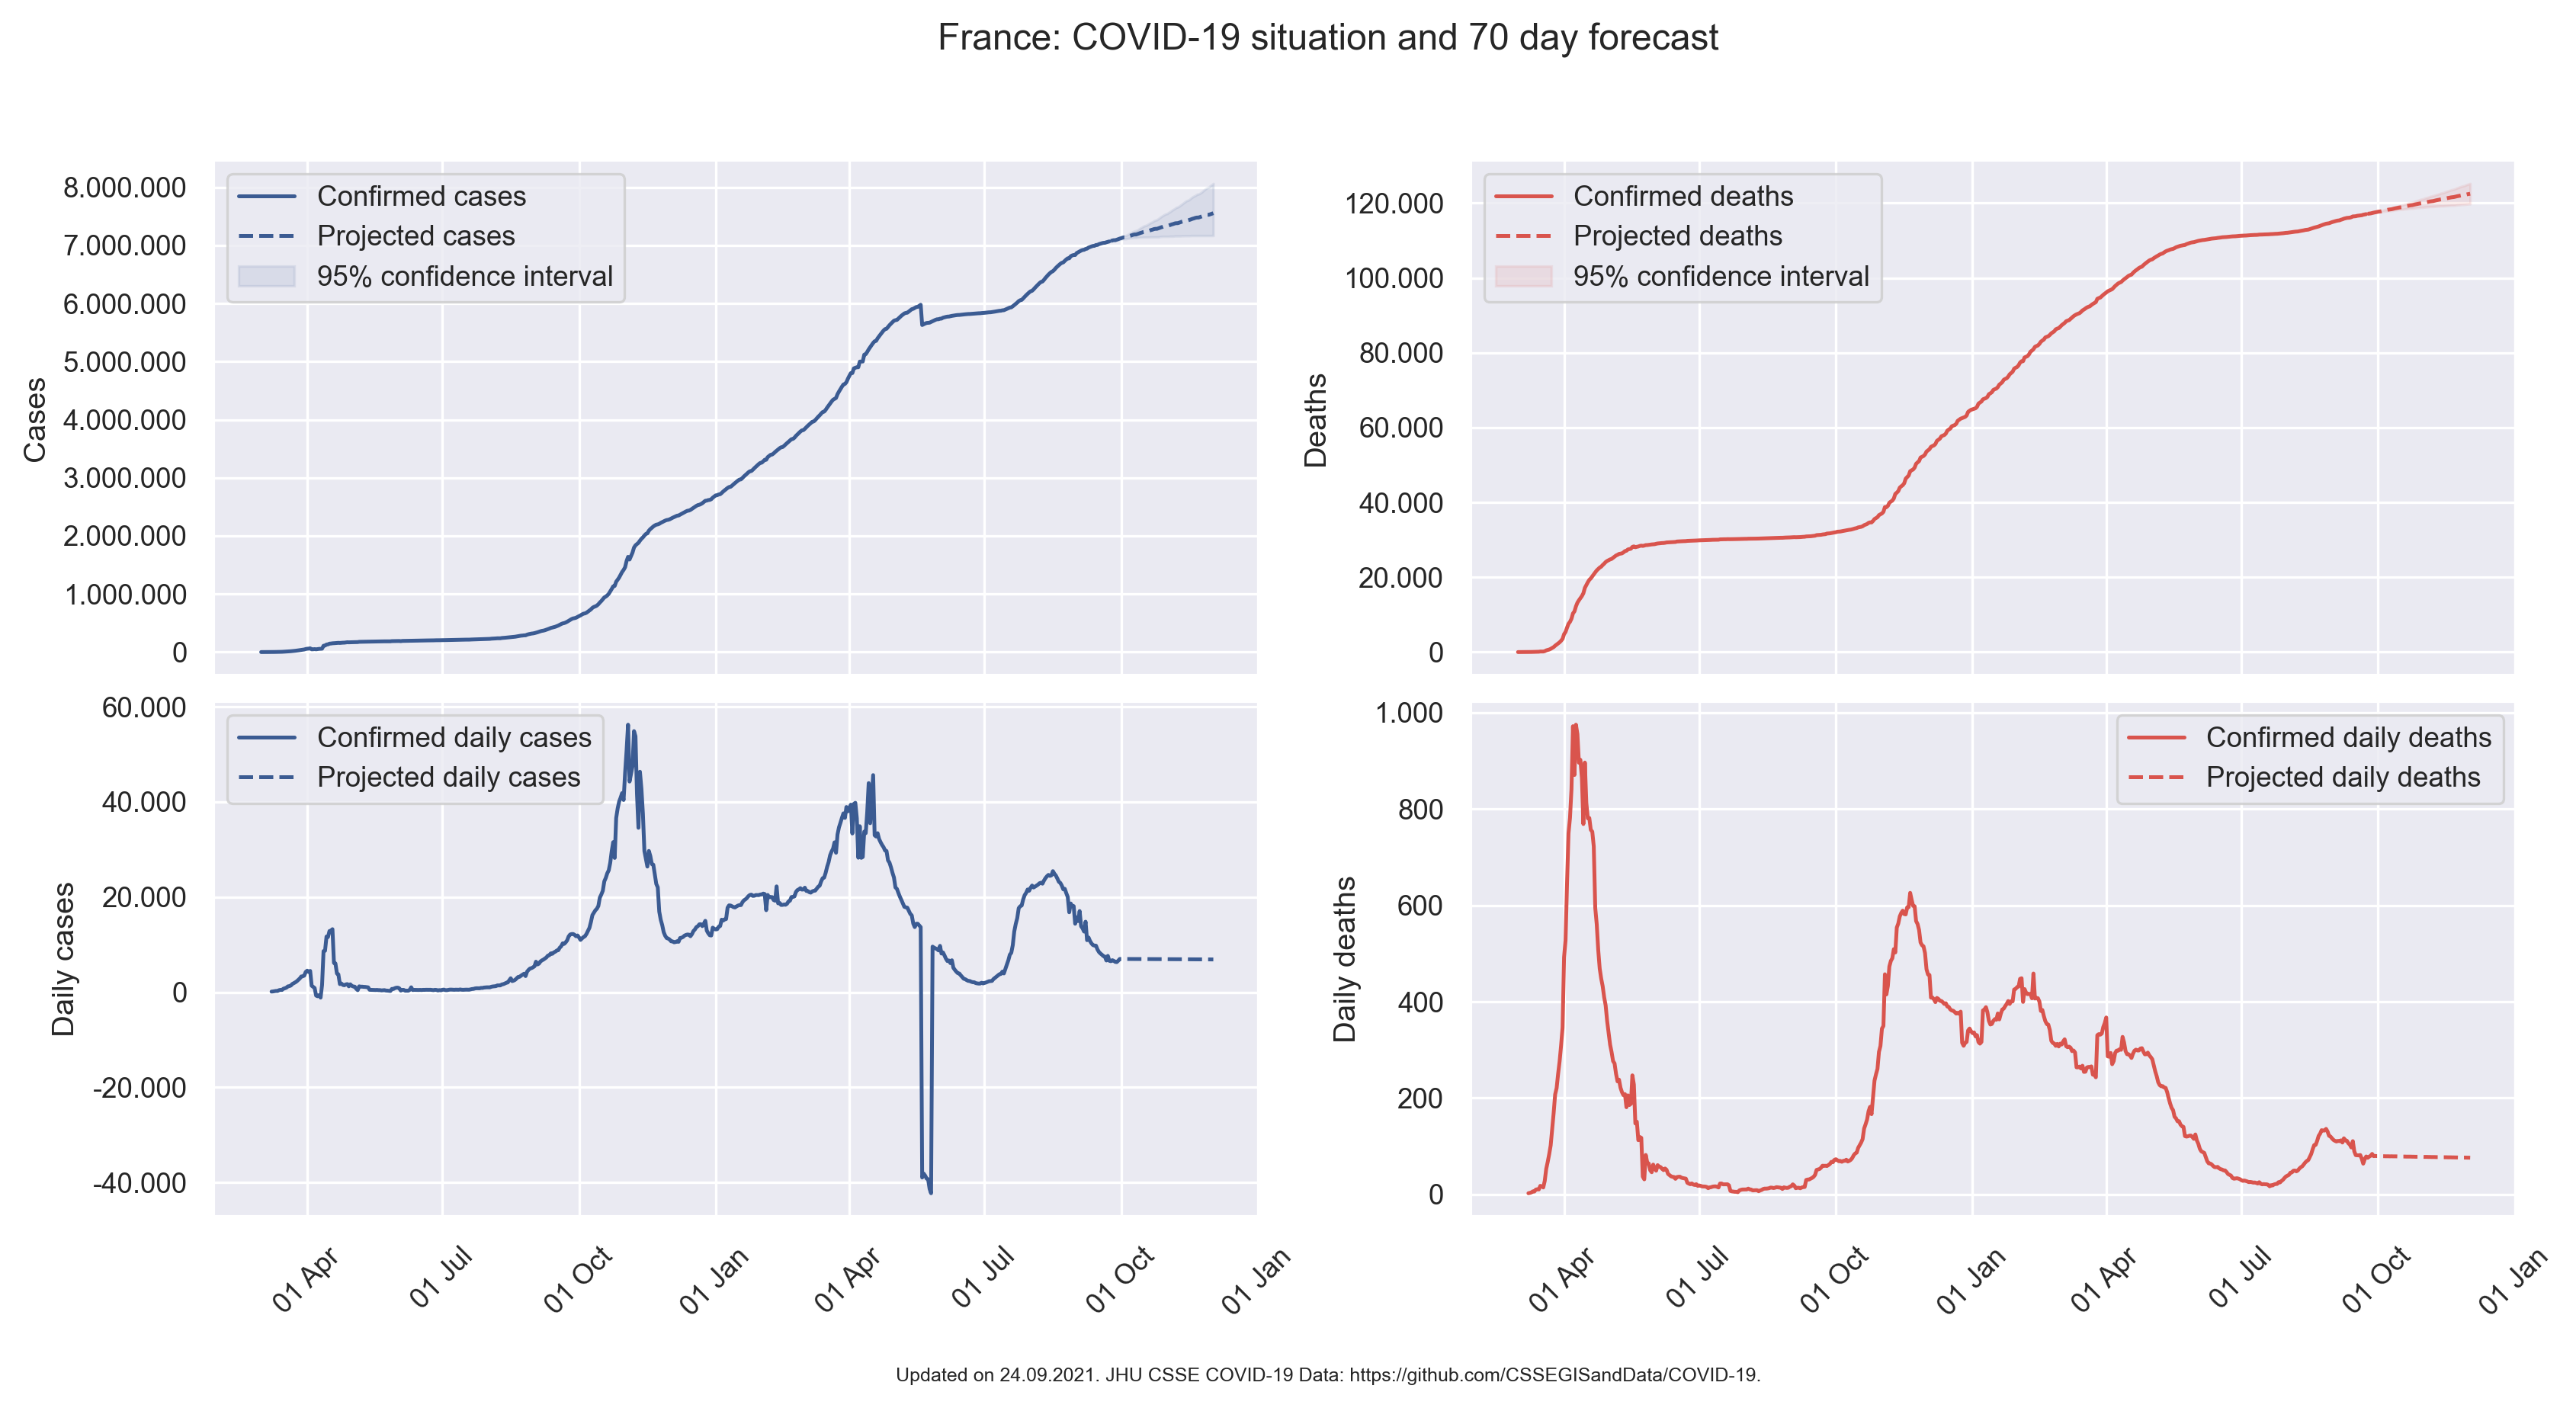 France: COVID-19 situation and 70 day forecast
Confirmed cases
Projected cases
95% confidence interval
8.000.000
7.000.000
6.000.000
5.000.000
4.000.000
3.000.000
2.000.000
1.000.000
0
Cases
Confirmed deaths
Projected deaths
95% confidence interval
120.000
100.000
80.000
60.000
40.000
20.000
0
Deaths
Confirmed daily cases
Projected daily cases
60.000
40.000
20.000
0
-20.000
-40.000
Daily cases
01 Apr
01 Jul
01 Oct
01 Jan
01 Apr
01 Jul
01 Oct
01 Jan
Confirmed daily deaths
Projected daily deaths
1.000
800
600
400
200
0
Daily deaths
01 Apr
01 Jul
01 Oct
01 Jan
01 Apr
01 Jul
01 Oct
01 Jan
Updated on 24.09.2021. JHU CSSE COVID-19 Data: https://github.com/CSSEGISandData/COVID-19.